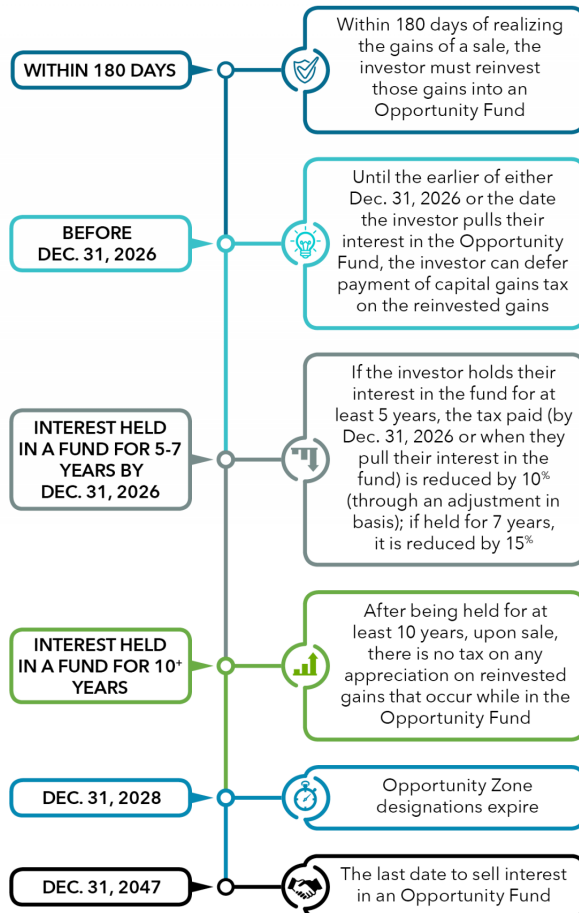 WITHIN 180 DAYS
Within 180 days of realizing
the gains of a sale, the
investor must reinvest
those gains into an
Opportunity Fund
BEFORE
DEC. 31, 2026
Until the earlier of either
Dec. 31, 2026 or the date
the investor pulls their
interest in the Opportunity
Fund, the investor can defer
payment of capital gains tax
on the reinvested gains
INTEREST HELD
IN A FUND FOR 5-7
YEARS BY
DEC. 31, 2026
If the investor holds their
interest in the fund for at
least 5 years, the tax paid (by
Dec. 31, 2026 or when they
pull their interest in the
fund) is reduced by 10%
(through an adjustment in
basis); if held for 7 years,
it is reduced by 15%
INTEREST HELD
IN A FUND FOR 10+
YEARS
After being held for at
least 10 years, upon sale,
there is no tax on any
appreciation on reinvested
gains that occur while in the
Opportunity Fund
DEC. 31, 2028
Opportunity Zone
designations expire
DEC. 31, 2047
The last date to sell interest
in an Opportunity Fund